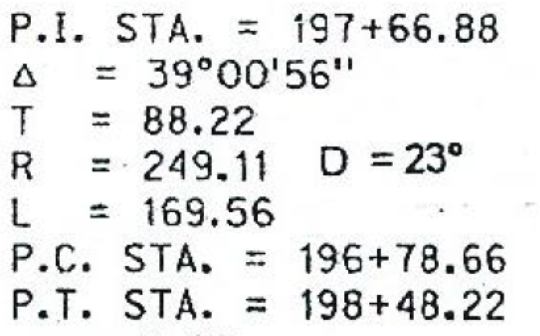 P.I. STA. = 197+66.88
Δ = 39°00'56"
T = 88.22
R = 249.11 D = 23°
L = 169.56
P.C. STA. = 196+78.66
P.T. STA. = 198+48.22